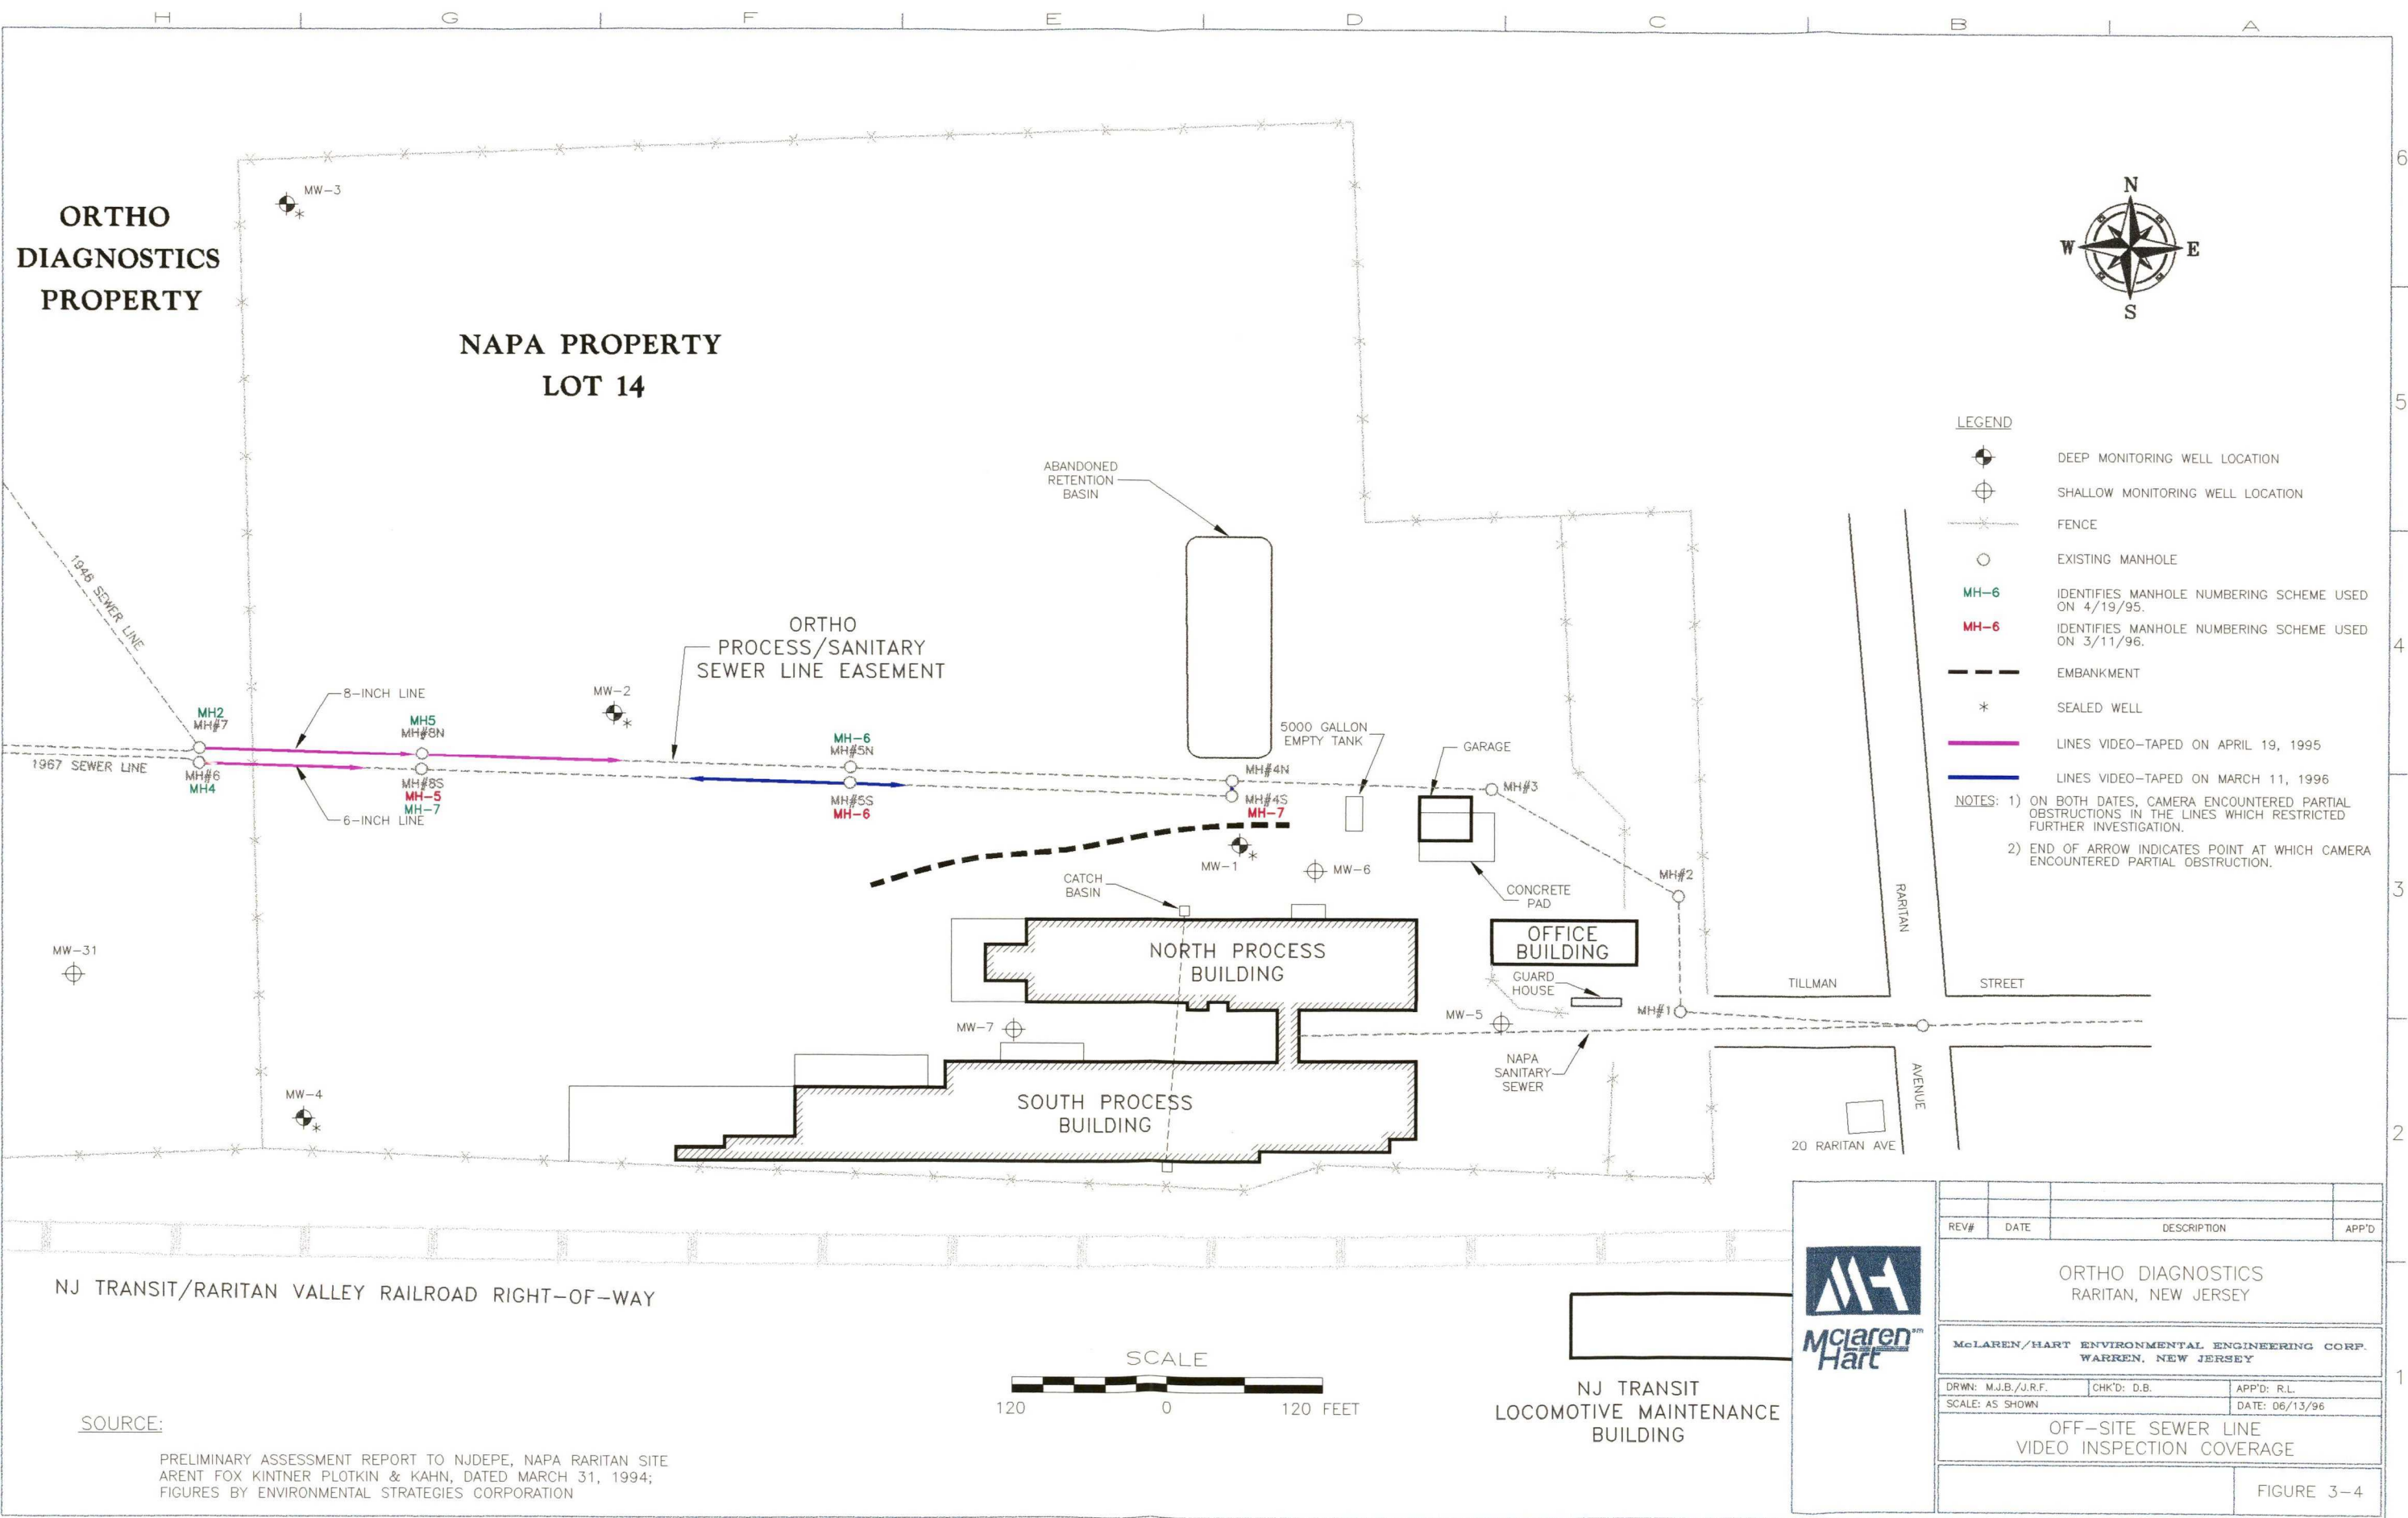 H
G
F
E
D
C
B
A
6
5
4
3
2
1
ORTHO
DIAGNOSTICS
PROPERTY
MW-3
NAPA PROPERTY
LOT 14
N
W
E
S
ABANDONED
RETENTION
BASIN
ORTHO
PROCESS/SANITARY
SEWER LINE EASEMENT
1946 SEWER LINE
8-INCH LINE
MW-2
MH2
MH#7
MH5
MH#8N
MH-6
MH#5N
1967 SEWER LINE
MH#6
MH4
MH#8S
MH-5
MH-7
6-INCH LINE
MH#5S
MH-6
MH#4N
MH#4S
MH-7
5000 GALLON
EMPTY TANK
GARAGE
MH#3
MW-1
MW-6
CATCH
BASIN
CONCRETE
PAD
MH#2
MW-31
NORTH PROCESS
BUILDING
OFFICE
BUILDING
GUARD
HOUSE
MW-7
MW-5
MH#1
TILLMAN
STREET
RARITAN
AVENUE
NAPA
SANITARY
SEWER
MW-4
SOUTH PROCESS
BUILDING
20 RARITAN AVE
LEGEND
DEEP MONITORING WELL LOCATION
SHALLOW MONITORING WELL LOCATION
FENCE
EXISTING MANHOLE
MH-6 IDENTIFIES MANHOLE NUMBERING SCHEME USED
ON 4/19/95.
MH-6 IDENTIFIES MANHOLE NUMBERING SCHEME USED
ON 3/11/96.
EMBANKMENT
* SEALED WELL
LINES VIDEO-TAPED ON APRIL 19, 1995
LINES VIDEO-TAPED ON MARCH 11, 1996
NOTES: 1) ON BOTH DATES, CAMERA ENCOUNTERED PARTIAL
OBSTRUCTIONS IN THE LINES WHICH RESTRICTED
FURTHER INVESTIGATION.
2) END OF ARROW INDICATES POINT AT WHICH CAMERA
ENCOUNTERED PARTIAL OBSTRUCTION.
NJ TRANSIT/RARITAN VALLEY RAILROAD RIGHT-OF-WAY
SCALE
120 0 120 FEET
NJ TRANSIT
LOCOMOTIVE MAINTENANCE
BUILDING
SOURCE:
PRELIMINARY ASSESSMENT REPORT TO NJDEPE, NAPA RARITAN SITE
ARENT FOX KINTNER PLOTKIN & KAHN, DATED MARCH 31, 1994;
FIGURES BY ENVIRONMENTAL STRATEGIES CORPORATION
MH
McLaren sm
Hart
REV# DATE DESCRIPTION APP'D
ORTHO DIAGNOSTICS
RARITAN, NEW JERSEY
McLAREN/HART ENVIRONMENTAL ENGINEERING CORP.
WARREN, NEW JERSEY
DRWN: M.J.B./J.R.F. CHK'D: D.B. APP'D: R.L.
SCALE: AS SHOWN DATE: 06/13/96
OFF-SITE SEWER LINE
VIDEO INSPECTION COVERAGE
FIGURE 3-4